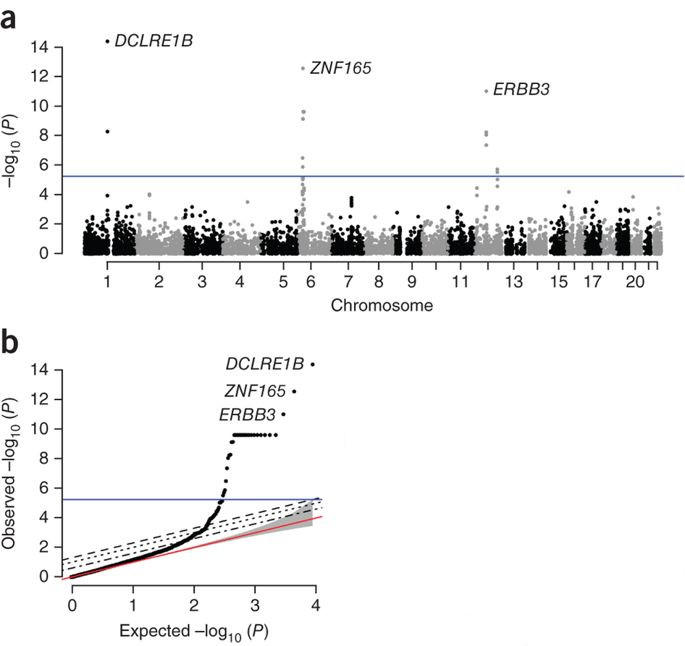 a
14
12
10
8
6
4
2
0
–log10 (P)
DCLRE1B
ZNF165
ERBB3
1 2 3 4 5 6 7 8 9 11 13 15 17 20
Chromosome
b
14
12
10
8
6
4
2
0
Observed –log10 (P)
DCLRE1B
ZNF165
ERBB3
0 1 2 3 4
Expected –log10 (P)